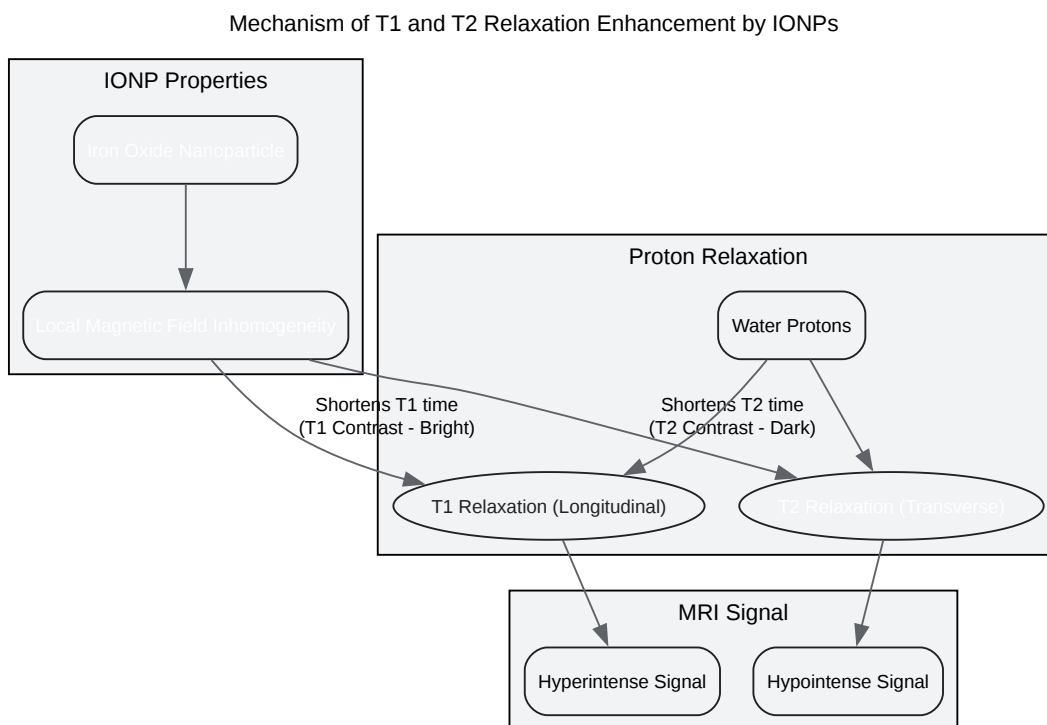 Mechanism of T1 and T2 Relaxation Enhancement by IONPs
IONP Properties
Iron Oxide Nanoparticle
Local Magnetic Field Inhomogeneity
Proton Relaxation
Water Protons
Shortens T1 time
(T1 Contrast - Bright)
Shortens T2 time
(T2 Contrast - Dark)
T1 Relaxation (Longitudinal)
T2 Relaxation (Transverse)
MRI Signal
Hyperintense Signal
Hypointense Signal